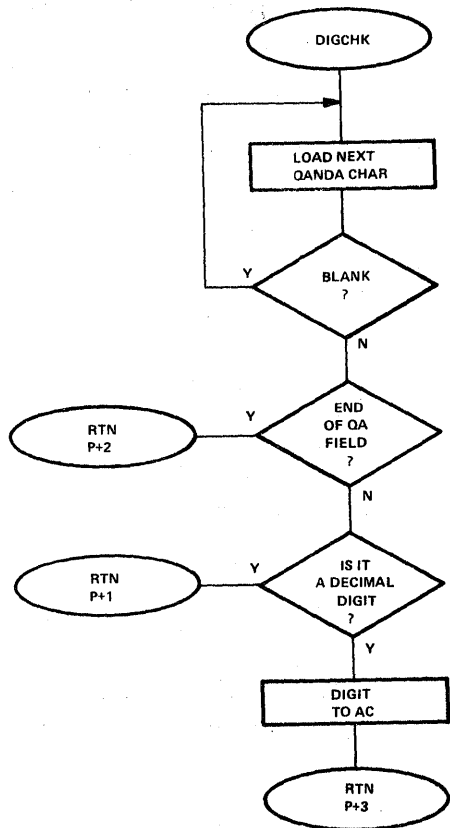 DIGCHK
LOAD NEXT
QANDA CHAR
Y
BLANK
?
N
Y
END
OF QA
FIELD
?
RTN
P+2
N
Y
IS IT
A DECIMAL
DIGIT
?
RTN
P+1
Y
DIGIT
TO AC
RTN
P+3